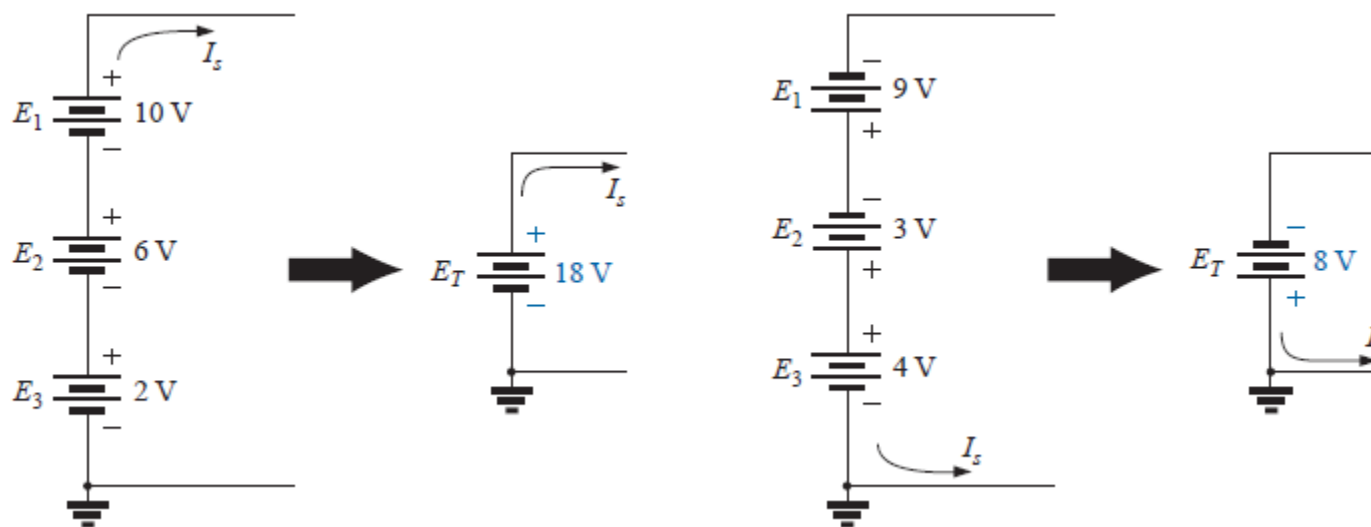 I_s
+
E_1 10 V
−
+
E_2 6 V
−
+
E_3 2 V
−
I_s
+
E_T 18 V
−
−
E_1 9 V
+
−
E_2 3 V
+
+
E_3 4 V
−
I_s
−
E_T 8 V
+